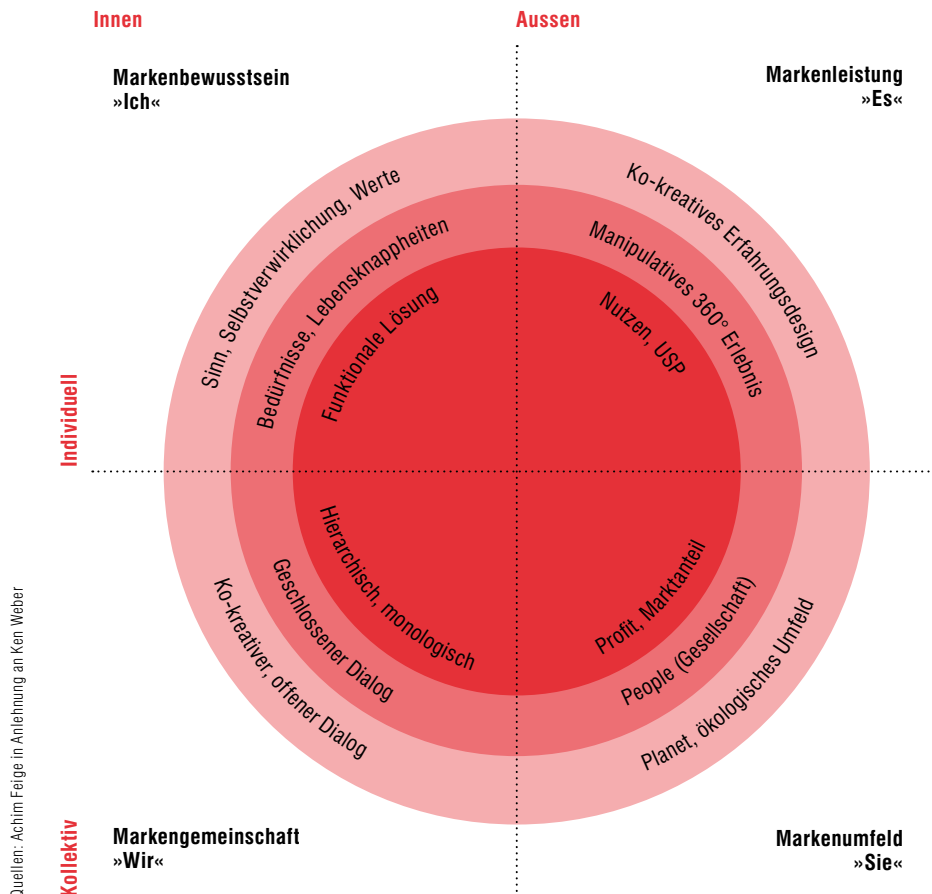 Innen
Aussen
Markenbewusstsein
»Ich«
Markenleistung
»Es«
Sinn, Selbstverwirklichung, Werte
Bedürfnisse, Lebensknappheiten
Funktionale Lösung
Ko-kreatives Erfahrungsdesign
Manipulatives 360° Erlebnis
Nutzen, USP
Individuell
Hierarchisch, monologisch
Geschlossener Dialog
Ko-kreativer, offener Dialog
Profit, Marktanteil
People (Gesellschaft)
Planet, ökologisches Umfeld
Kollektiv
Markengemeinschaft
»Wir«
Markenumfeld
»Sie«
Quellen: Achim Feige in Anlehnung an Ken Weber